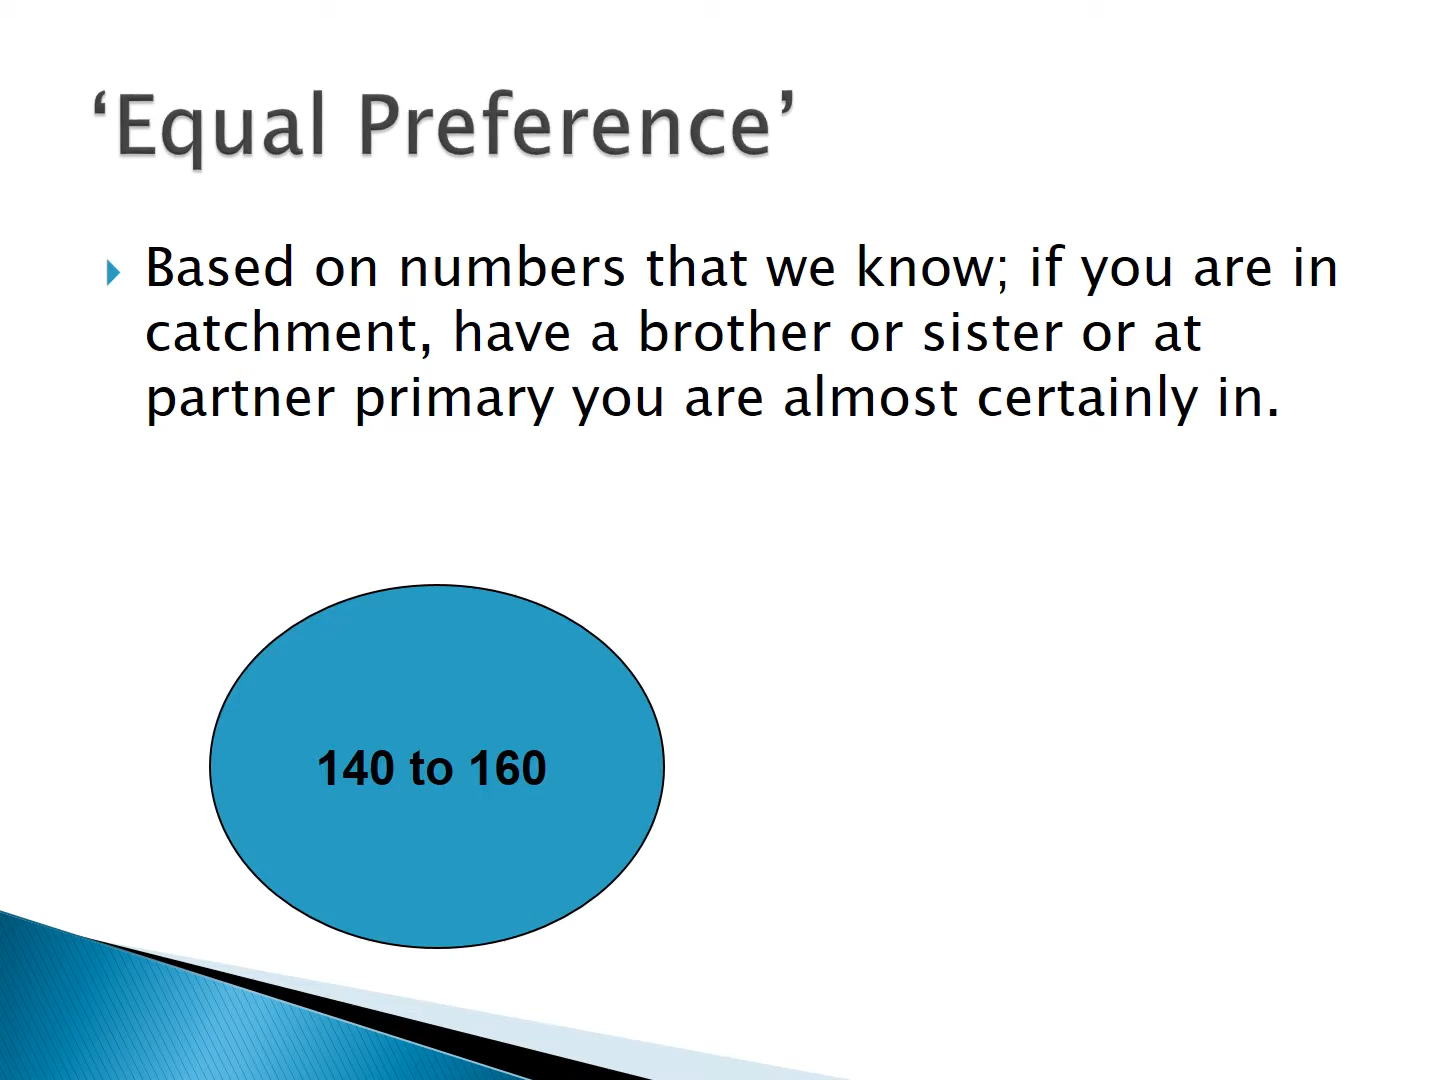 ‘Equal Preference’
Based on numbers that we know; if you are in
catchment, have a brother or sister or at
partner primary you are almost certainly in.
140 to 160